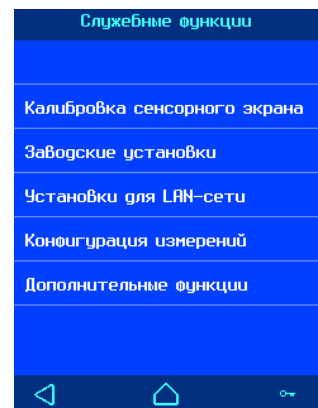 Служебные функции
Калибровка сенсорного экрана
Заводские установки
Установки для LAN-сети
Конфигурация измерений
Дополнительные функции